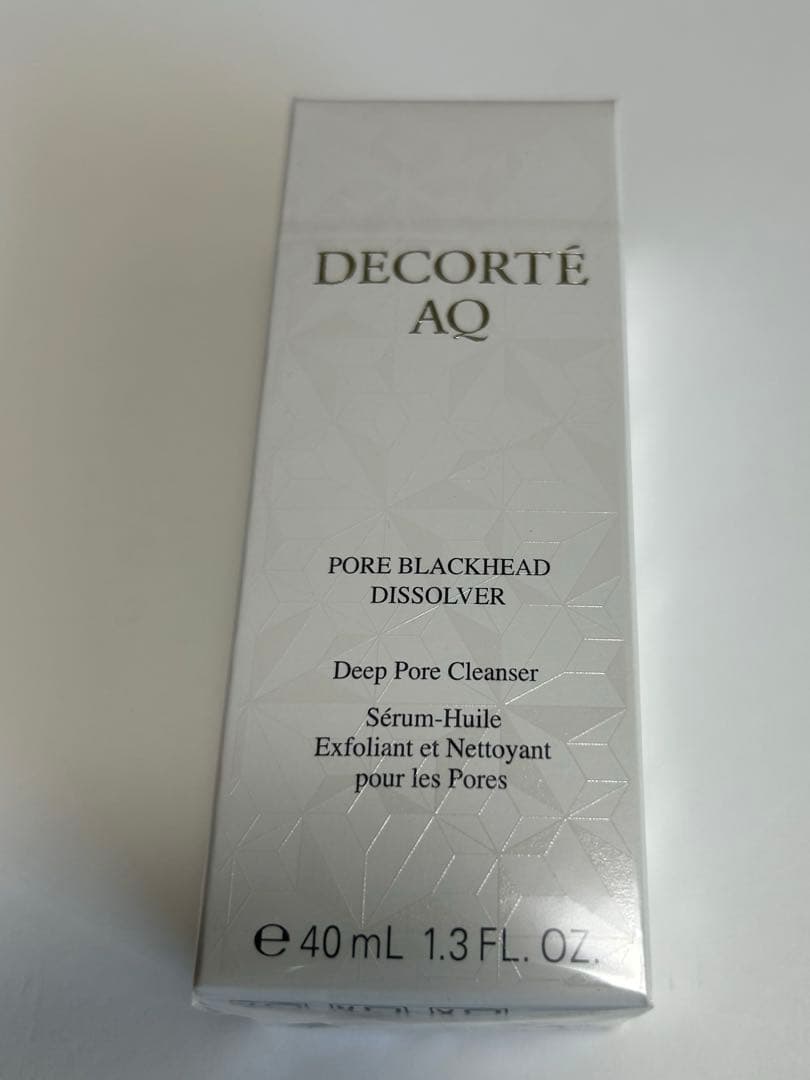 DECORTÉ
AQ
PORE BLACKHEAD
DISSOLVER
Deep Pore Cleanser
Sérum-Huile
Exfoliant et Nettoyant
pour les Pores
℮ 40 mL 1.3 FL. OZ.